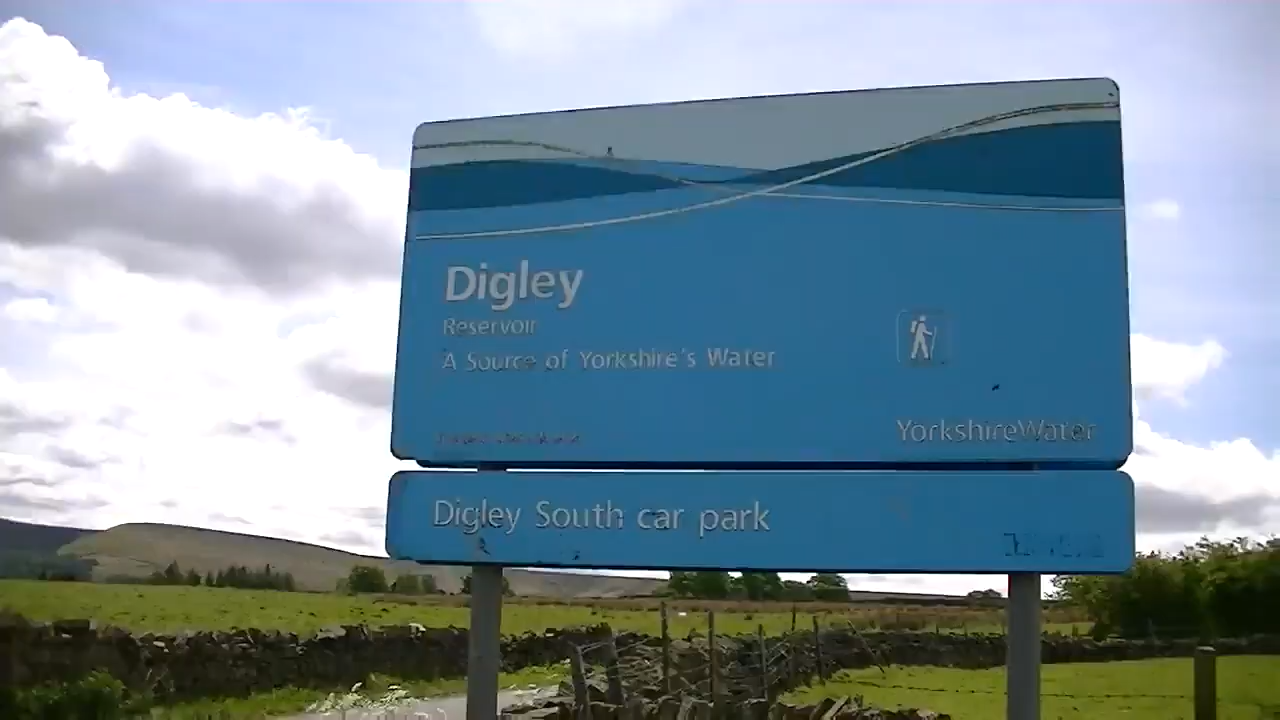 Digley
Reservoir
A Source of Yorkshire's Water
YorkshireWater
Digley South car park